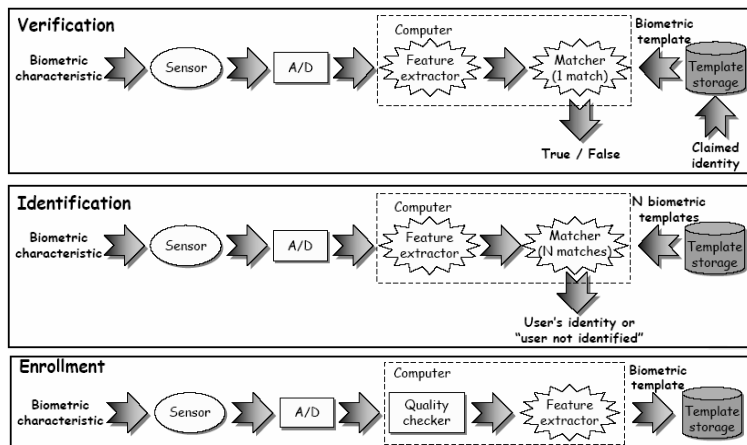 Verification
Computer
Biometric
template
Biometric
characteristic
Sensor
A/D
Feature
extractor
Matcher
(1 match)
Template
storage
True / False
Claimed
identity
Identification
Computer
N biometric
templates
Biometric
characteristic
Sensor
A/D
Feature
extractor
Matcher
(N matches)
Template
storage
User's identity or
"user not identified"
Enrollment
Computer
Biometric
template
Biometric
characteristic
Sensor
A/D
Quality
checker
Feature
extractor
Template
storage